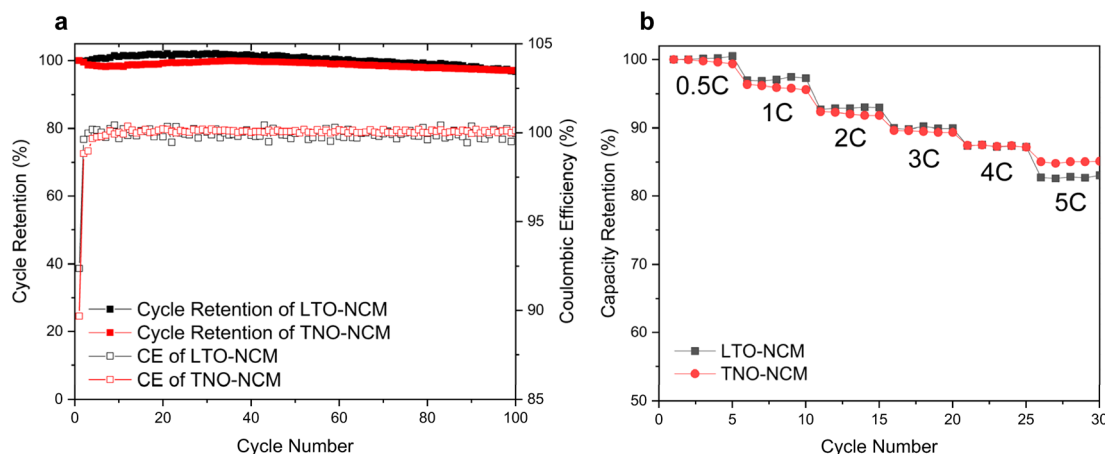 a
Cycle Retention (%)
100
80
60
40
20
0
Cycle Retention of LTO-NCM
Cycle Retention of TNO-NCM
CE of LTO-NCM
CE of TNO-NCM
105
100
95
90
85
Coulombic Efficiency (%)
0 20 40 60 80 100
Cycle Number
b
Capacity Retention (%)
100
90
80
70
60
50
0.5C
1C
2C
3C
4C
5C
LTO-NCM
TNO-NCM
0 5 10 15 20 25 30
Cycle Number